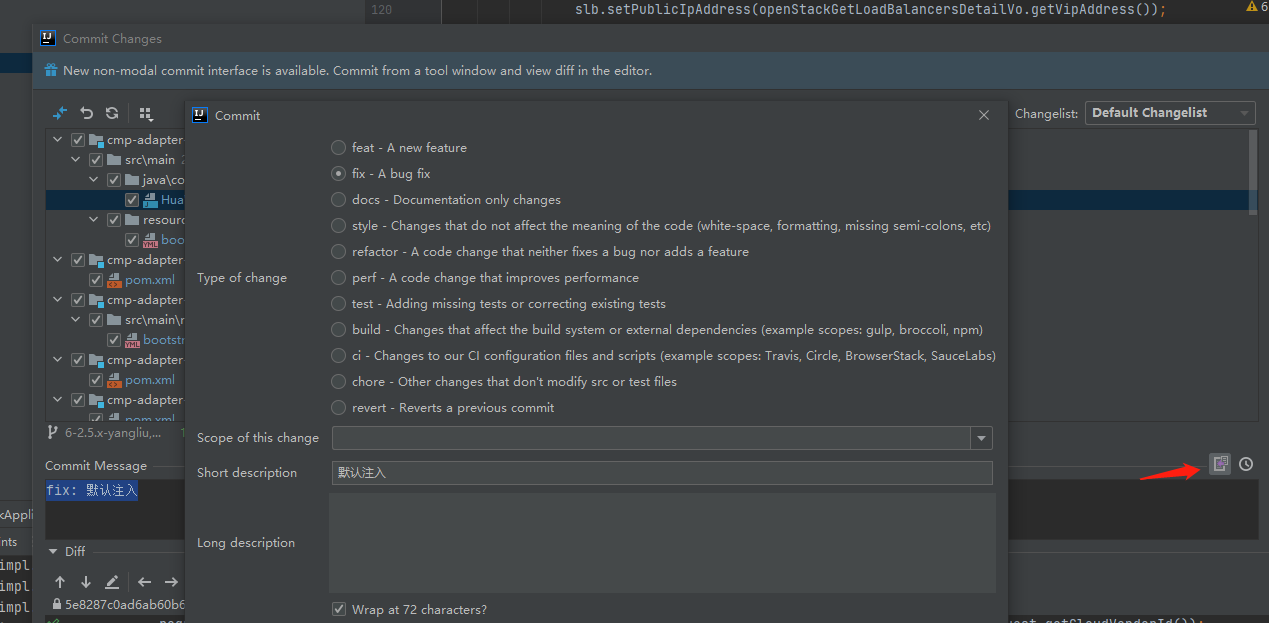 120
slb.setPublicIpAddress(openStackGetLoadBalancersDetailVo.getVipAddress());
6
Commit Changes
New non-modal commit interface is available. Commit from a tool window and view diff in the editor.
Changelist:
Default Changelist
cmp-adapter-
src\main
java\co
Hua
resourc
boo
cmp-adapter-
pom.xml
cmp-adapter-
src\main\r
bootstr
cmp-adapter-
pom.xml
cmp-adapter-
pom.xml
6-2.5.x-yangliu,...
Commit Message
fix: 默认注入
Diff
5e8287c0ad6ab60b6
Commit
Type of change
feat - A new feature
fix - A bug fix
docs - Documentation only changes
style - Changes that do not affect the meaning of the code (white-space, formatting, missing semi-colons, etc)
refactor - A code change that neither fixes a bug nor adds a feature
perf - A code change that improves performance
test - Adding missing tests or correcting existing tests
build - Changes that affect the build system or external dependencies (example scopes: gulp, broccoli, npm)
ci - Changes to our CI configuration files and scripts (example scopes: Travis, Circle, BrowserStack, SauceLabs)
chore - Other changes that don't modify src or test files
revert - Reverts a previous commit
Scope of this change
Short description
默认注入
Long description
Wrap at 72 characters?
kAppli
nts
impl
impl
impl